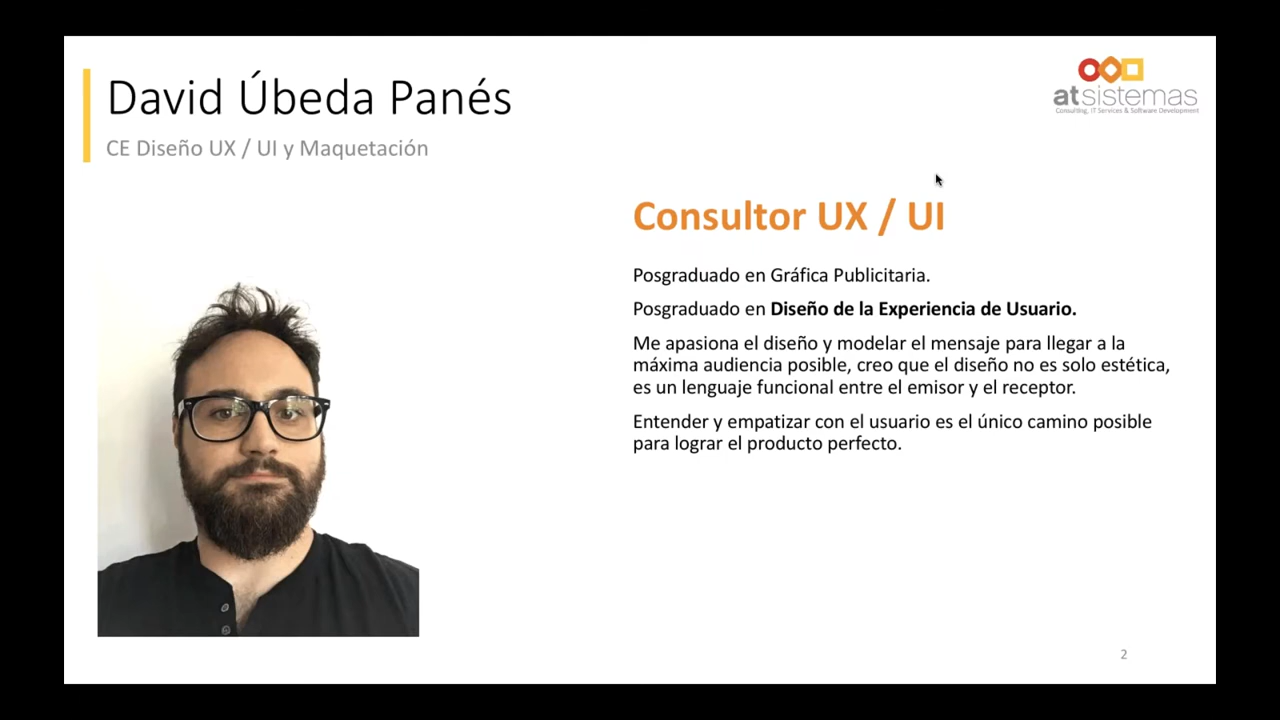 David Úbeda Panés
CE Diseño UX / UI y Maquetación
atsistemas
Consulting, IT Services & Software Development
Consultor UX / UI
Posgraduado en Gráfica Publicitaria.
Posgraduado en Diseño de la Experiencia de Usuario.
Me apasiona el diseño y modelar el mensaje para llegar a la
máxima audiencia posible, creo que el diseño no es solo estética,
es un lenguaje funcional entre el emisor y el receptor.
Entender y empatizar con el usuario es el único camino posible
para lograr el producto perfecto.
2